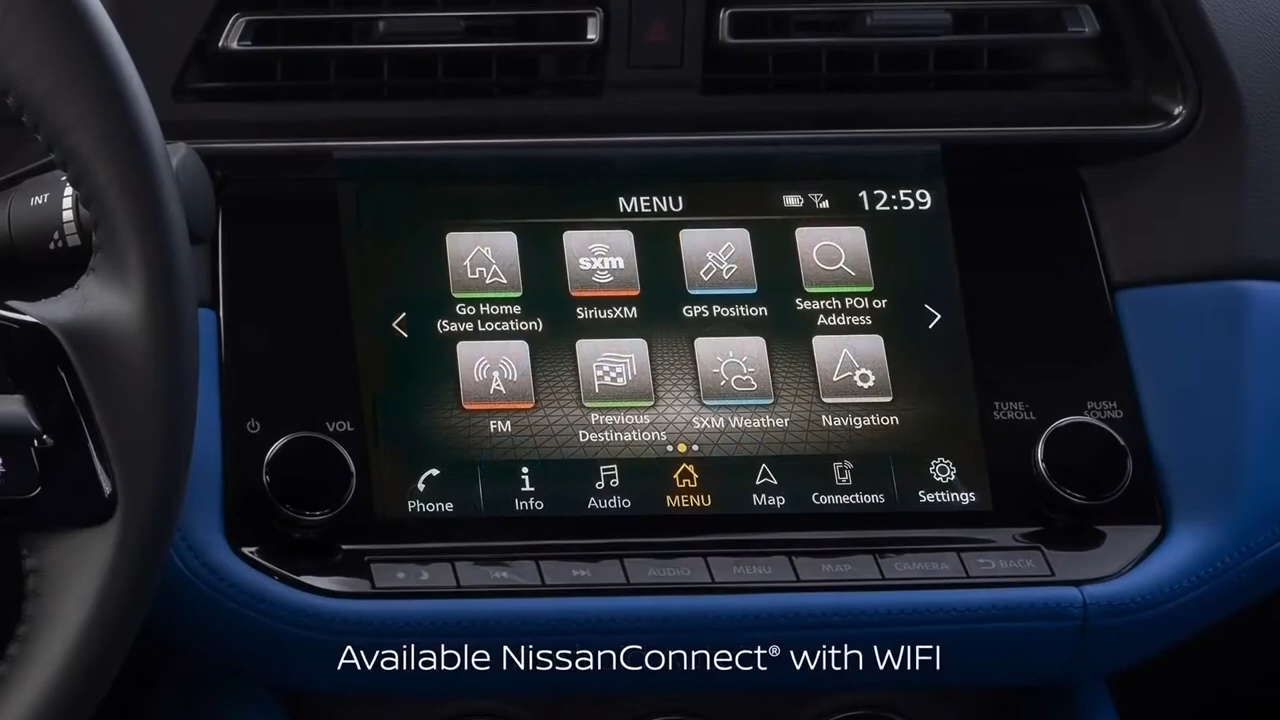 INT
MENU
12:59
Go Home
(Save Location)
sxm
SiriusXM
GPS Position
Search POI or
Address
FM
Previous
Destinations
SXM Weather
Navigation
VOL
TUNE-
SCROLL
PUSH
SOUND
Phone
Info
Audio
MENU
Map
Connections
Settings
AUDIO
MENU
MAP
CAMERA
BACK
Available NissanConnect® with WIFI